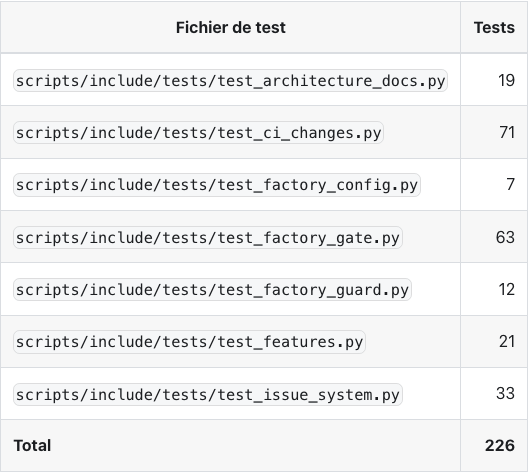 Fichier de test Tests
scripts/include/tests/test_architecture_docs.py 19
scripts/include/tests/test_ci_changes.py 71
scripts/include/tests/test_factory_config.py 7
scripts/include/tests/test_factory_gate.py 63
scripts/include/tests/test_factory_guard.py 12
scripts/include/tests/test_features.py 21
scripts/include/tests/test_issue_system.py 33
Total 226